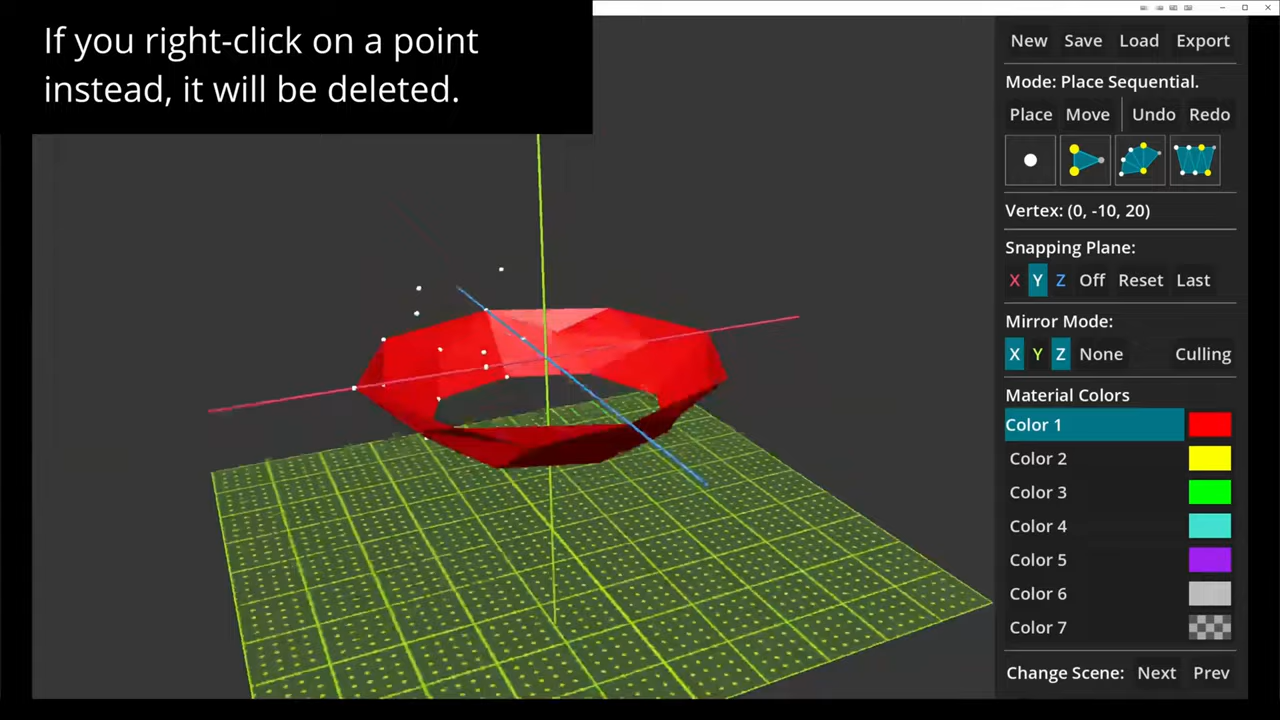 If you right-click on a point
instead, it will be deleted.
New Save Load Export
Mode: Place Sequential.
Place Move Undo Redo
Vertex: (0, -10, 20)
Snapping Plane:
X Y Z Off Reset Last
Mirror Mode:
X Y Z None Culling
Material Colors
Color 1
Color 2
Color 3
Color 4
Color 5
Color 6
Color 7
Change Scene: Next Prev